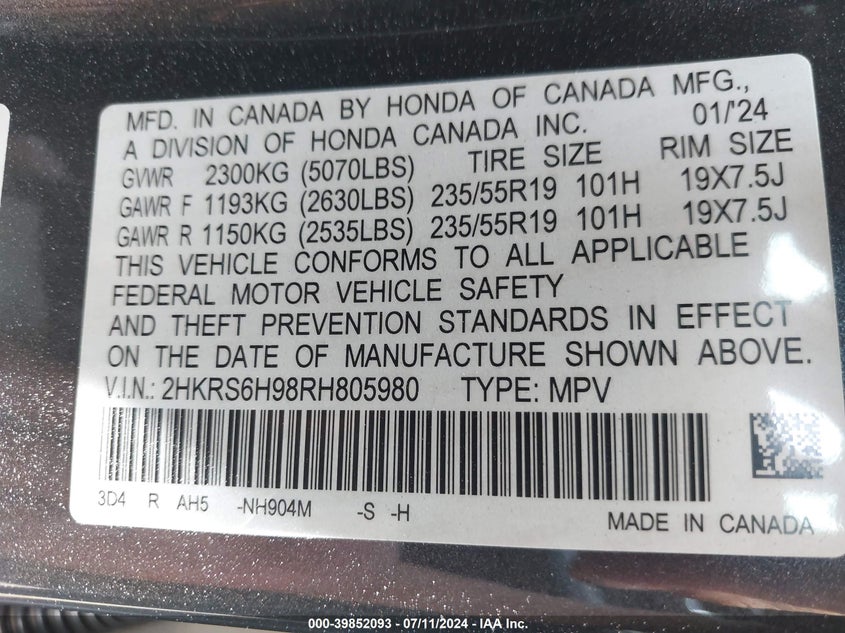 MFD. IN CANADA BY HONDA OF CANADA MFG.,
A DIVISION OF HONDA CANADA INC. 01/'24
GVWR 2300KG (5070LBS) TIRE SIZE RIM SIZE
GAWR F 1193KG (2630LBS) 235/55R19 101H 19X7.5J
GAWR R 1150KG (2535LBS) 235/55R19 101H 19X7.5J
THIS VEHICLE CONFORMS TO ALL APPLICABLE
FEDERAL MOTOR VEHICLE SAFETY
AND THEFT PREVENTION STANDARDS IN EFFECT
ON THE DATE OF MANUFACTURE SHOWN ABOVE.
V.I.N.: 2HKRS6H98RH805980 TYPE: MPV
3D4 R AH5 -NH904M -S -H
MADE IN CANADA
000-39852093 - 07/11/2024 - IAA Inc.